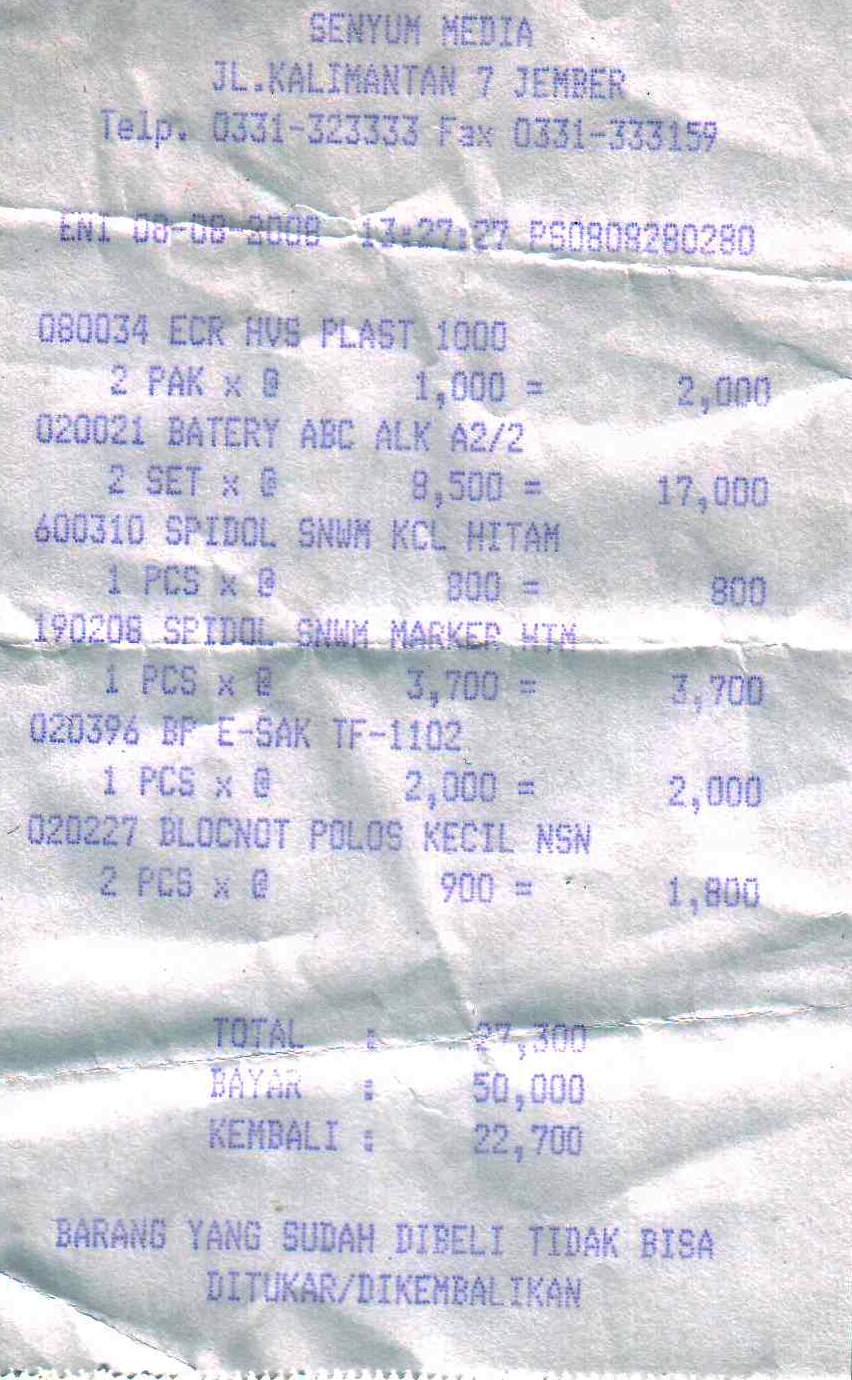 SENYUM MEDIA
JL.KALIMANTAN 7 JEMBER
Telp. 0331-323333 Fax 0331-333159
ENI 08-08-2008 13:27:27 PS0808280280
080034 ECR HVS PLAST 1000
2 PAK x @ 1,000 = 2,000
020021 BATERY ABC ALK A2/2
2 SET x @ 8,500 = 17,000
600310 SPIDOL SNWM KCL HITAM
1 PCS x @ 800 = 800
190208 SPIDOL SNWM MARKER HTM
1 PCS x @ 3,700 = 3,700
020396 BP E-SAK TF-1102
1 PCS x @ 2,000 = 2,000
020227 BLOCNOT POLOS KECIL NSN
2 PCS x @ 900 = 1,800
TOTAL : 27,300
BAYAR : 50,000
KEMBALI : 22,700
BARANG YANG SUDAH DIBELI TIDAK BISA
DITUKAR/DIKEMBALIKAN